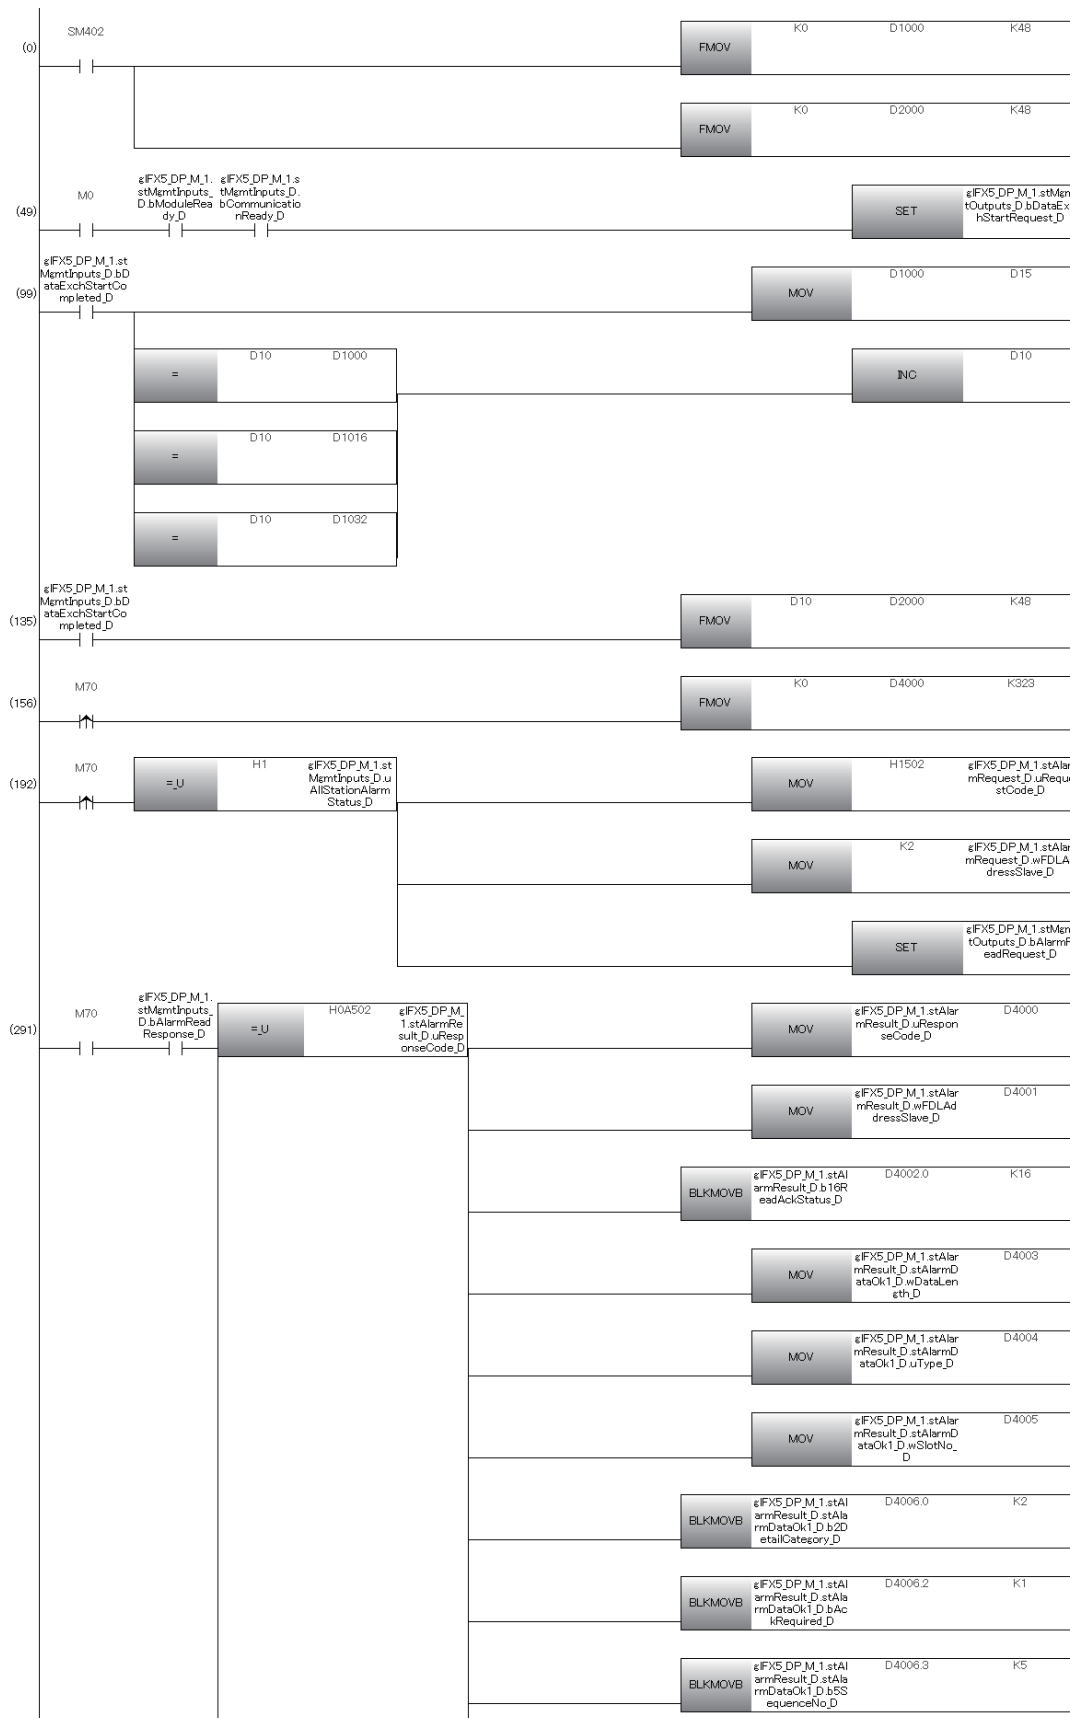 SM402
(0)
FMOV K0 D1000 K48
FMOV K0 D2000 K48
M0
(49)
gIFX5_DP_M_1.
stMgmtInputs_
D.bModuleRea
dy_D
gIFX5_DP_M_1.s
tMgmtInputs_D.
bCommunicatio
nReady_D
SET
gIFX5_DP_M_1.stMgm
tOutputs_D.bDataEx
hStartRequest_D
(99)
gIFX5_DP_M_1.st
MgmtInputs_D.bD
ataExchStartCo
mpleted_D
MOV D1000 D15
= D10 D1000
INC D10
= D10 D1016
= D10 D1032
(135)
gIFX5_DP_M_1.st
MgmtInputs_D.bD
ataExchStartCo
mpleted_D
FMOV D10 D2000 K48
(156)
M70
FMOV K0 D4000 K323
(192)
M70
=_U H1
gIFX5_DP_M_1.st
MgmtInputs_D.u
AllStationAlarm
Status_D
MOV H1502
gIFX5_DP_M_1.stAlar
mRequest_D.uReque
stCode_D
MOV K2
gIFX5_DP_M_1.stAlar
mRequest_D.wFDLA
dressSlave_D
SET
gIFX5_DP_M_1.stMgm
tOutputs_D.bAlarmR
eadRequest_D
(291)
M70
gIFX5_DP_M_1.
stMgmtInputs_
D.bAlarmRead
Response_D
=_U H0A502
gIFX5_DP_M_
1.stAlarmRe
sult_D.uResp
onseCode_D
MOV
gIFX5_DP_M_1.stAlar
mResult_D.uRespon
seCode_D
D4000
MOV
gIFX5_DP_M_1.stAlar
mResult_D.wFDLAd
dressSlave_D
D4001
BLKMOVB
gIFX5_DP_M_1.stAl
armResult_D.b16R
eadAckStatus_D
D4002.0 K16
MOV
gIFX5_DP_M_1.stAlar
mResult_D.stAlarmD
ataOk1_D.wDataLen
gth_D
D4003
MOV
gIFX5_DP_M_1.stAlar
mResult_D.stAlarmD
ataOk1_D.uType_D
D4004
MOV
gIFX5_DP_M_1.stAlar
mResult_D.stAlarmD
ataOk1_D.wSlotNo_
D
D4005
BLKMOVB
gIFX5_DP_M_1.stAl
armResult_D.stAla
rmDataOk1_D.b2D
etailCategory_D
D4006.0 K2
BLKMOVB
gIFX5_DP_M_1.stAl
armResult_D.stAla
rmDataOk1_D.bAc
kRequired_D
D4006.2 K1
BLKMOVB
gIFX5_DP_M_1.stAl
armResult_D.stAla
rmDataOk1_D.b5S
equenceNo_D
D4006.3 K5